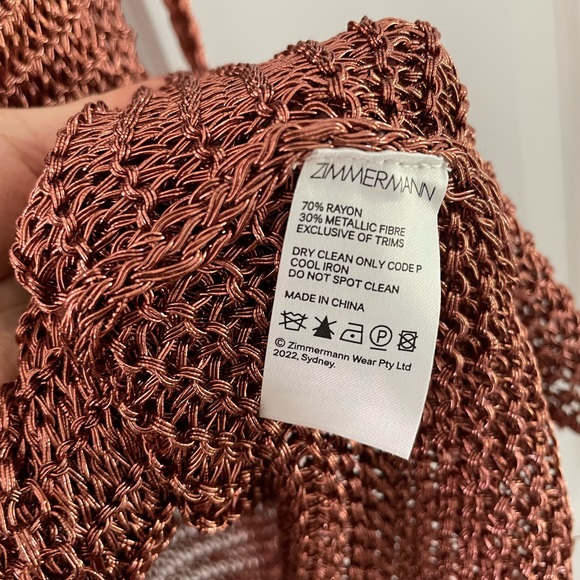 ZIMMERMANN
70% RAYON
30% METALLIC FIBRE
EXCLUSIVE OF TRIMS
DRY CLEAN ONLY CODE P
COOL IRON
DO NOT SPOT CLEAN
MADE IN CHINA
P
© Zimmermann Wear Pty Ltd
2022, Sydney.